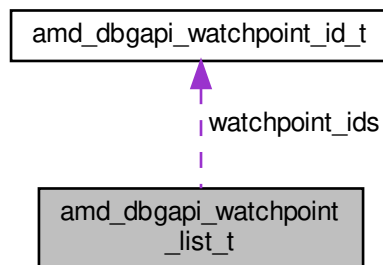 amd_dbgapi_watchpoint_id_t
watchpoint_ids
amd_dbgapi_watchpoint
_list_t